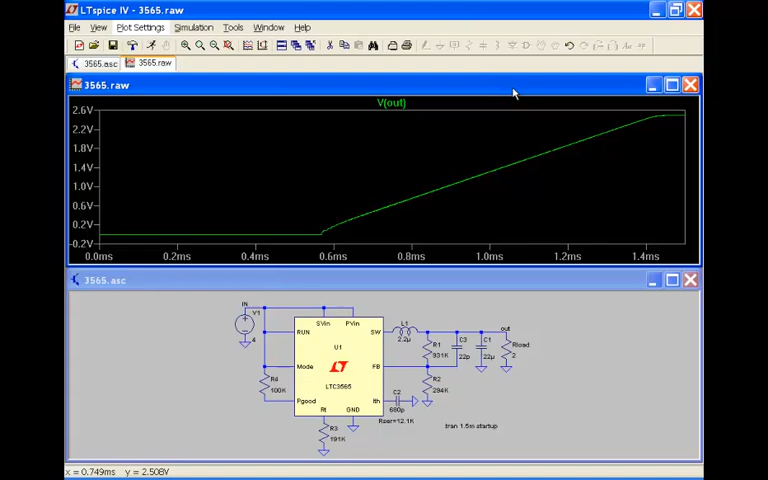 LTspice IV - 3565.raw
File View Plot Settings Simulation Tools Window Help
3565.asc 3565.raw
3565.raw
V(out)
2.6V
2.2V
1.8V
1.4V
1.0V
0.6V
0.2V
-0.2V
0.0ms 0.2ms 0.4ms 0.6ms 0.8ms 1.0ms 1.2ms 1.4ms
3565.asc
IN
V1
4
SVin PVin
RUN
SW
L1
2.2µ
out
U1
R1
931K
C3
22p
C1
22µ
Rload
2
Mode
FB
R4
100K
LTC3565
R2
294K
Pgood
Ith
C2
680p
Rt
GND
Rser=12.1K
R3
191K
.tran 1.5m startup
x = 0.749ms y = 2.508V